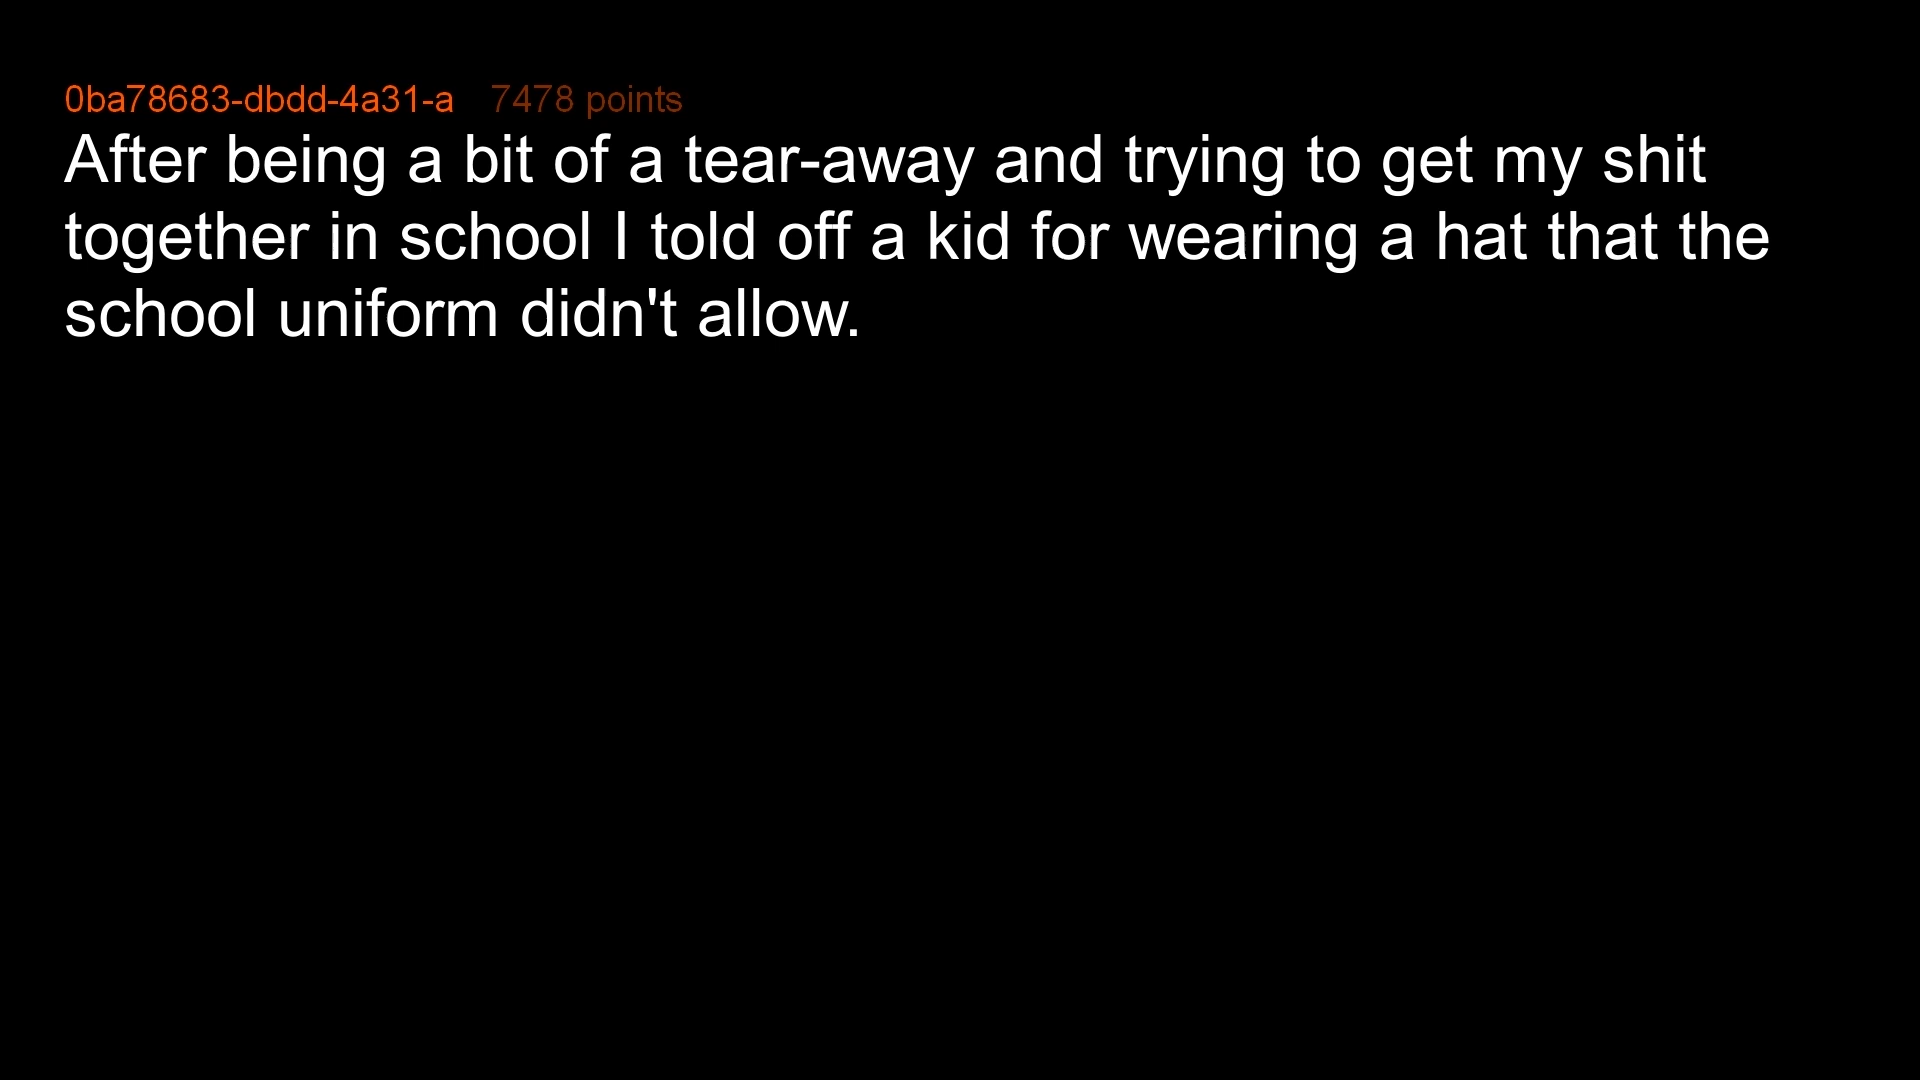 0ba78683-dbdd-4a31-a 7478 points
After being a bit of a tear-away and trying to get my shit
together in school I told off a kid for wearing a hat that the
school uniform didn't allow.